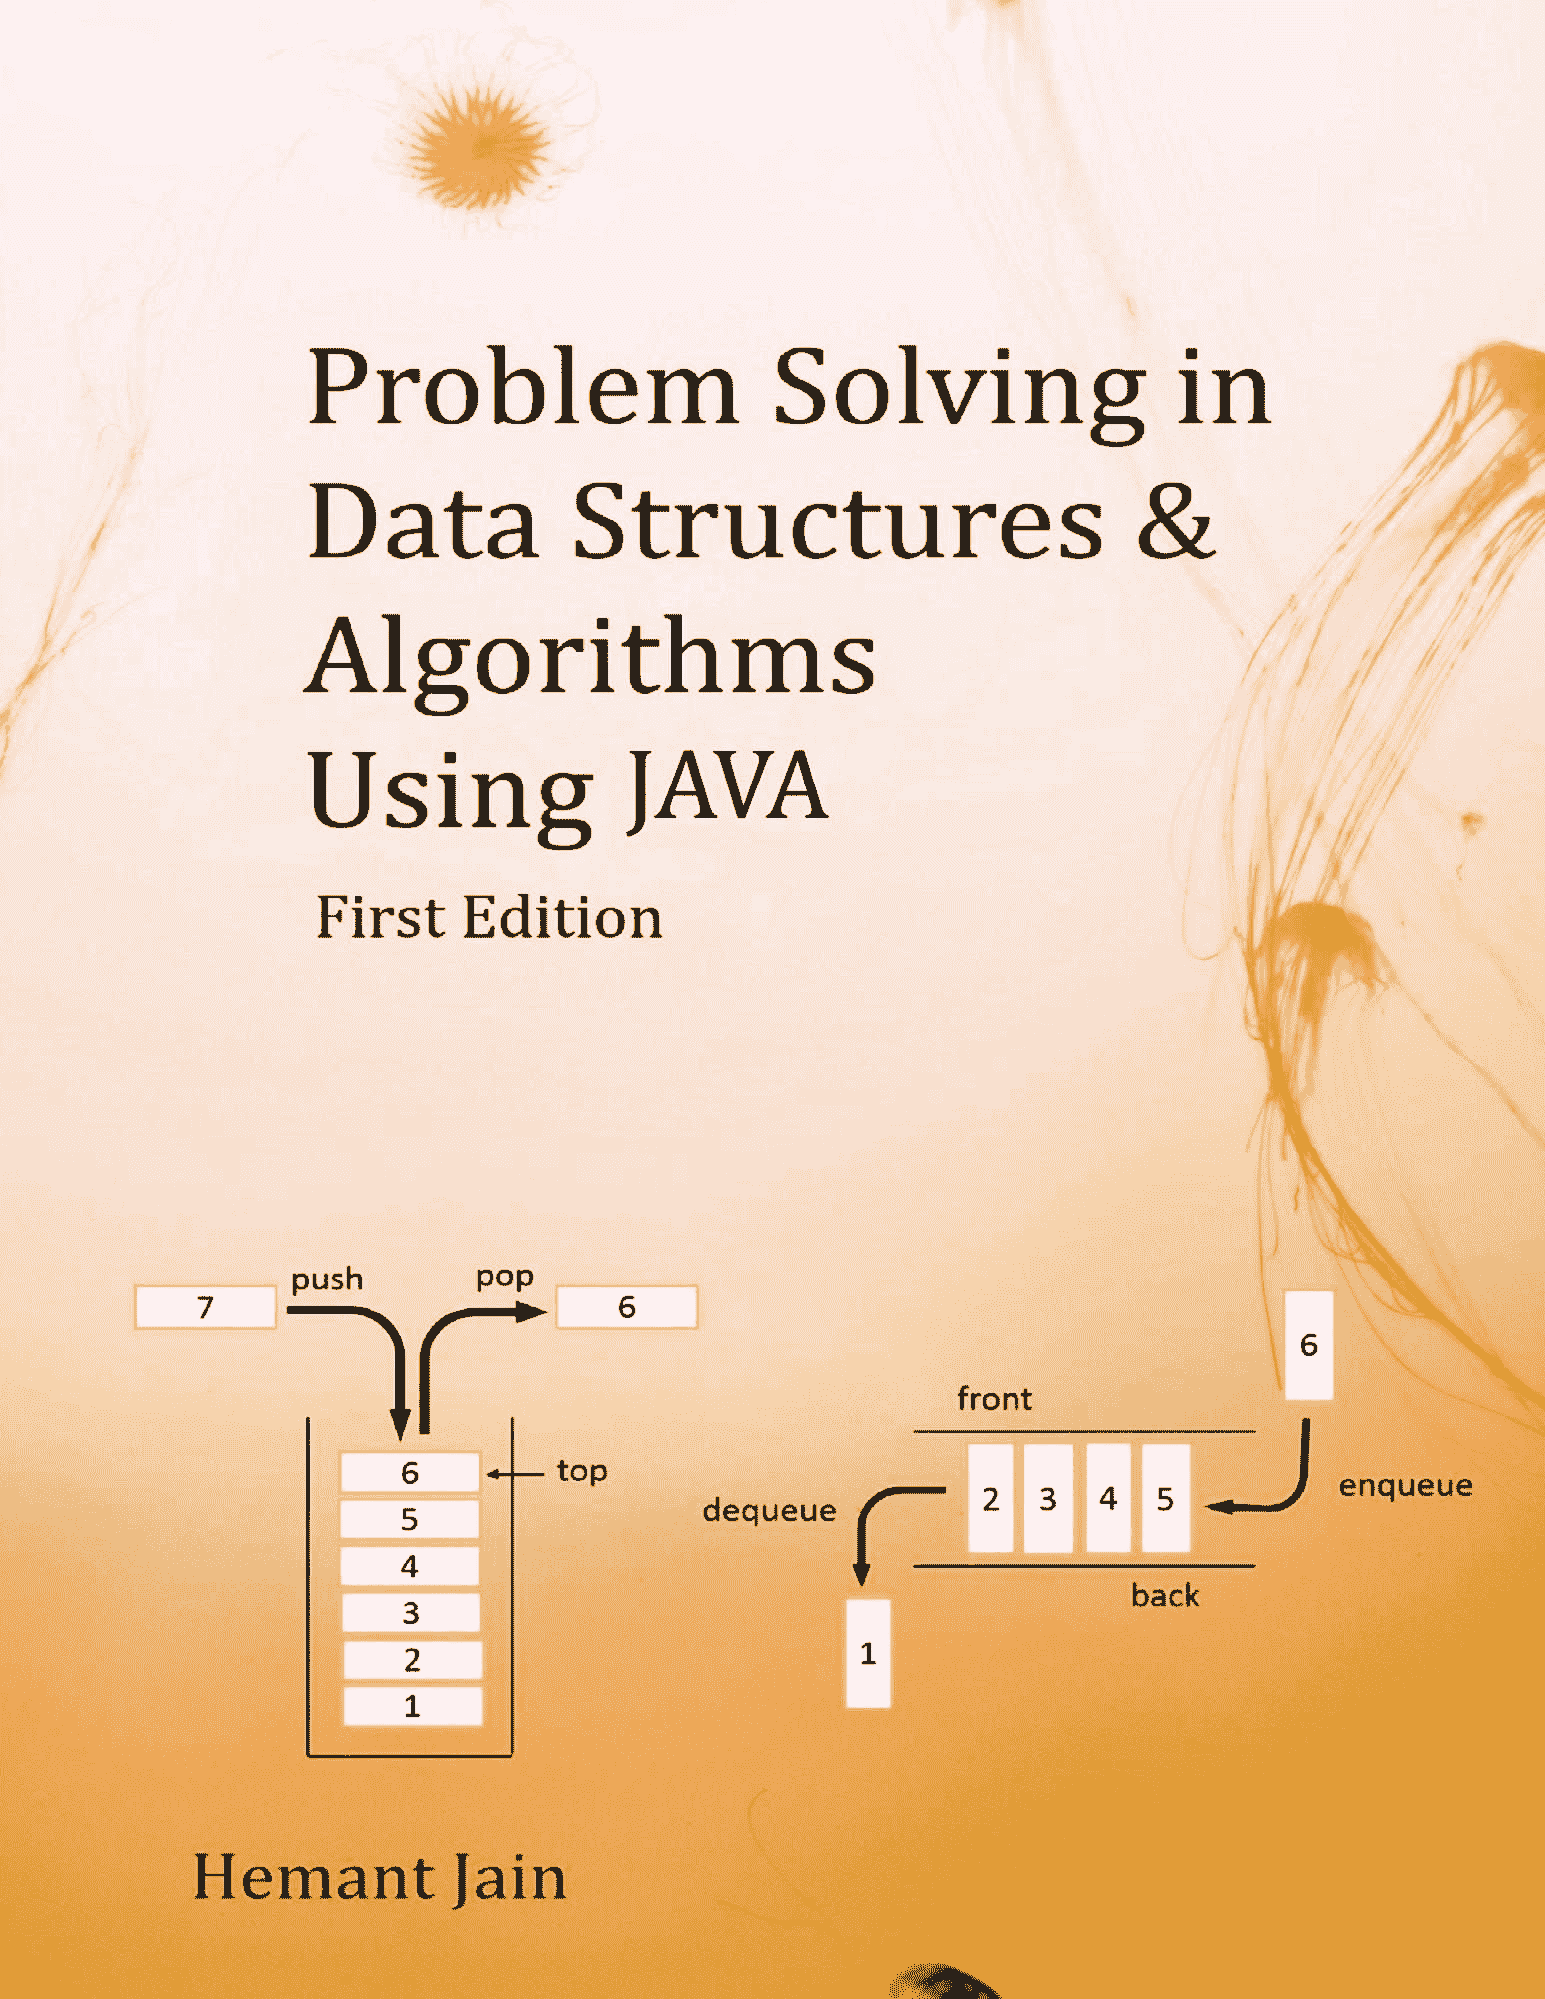 Problem Solving in
Data Structures &
Algorithms
Using JAVA
First Edition
push
pop
7
6
6
top
5
4
3
2
1
6
front
2 3 4 5
enqueue
dequeue
back
1
Hemant Jain